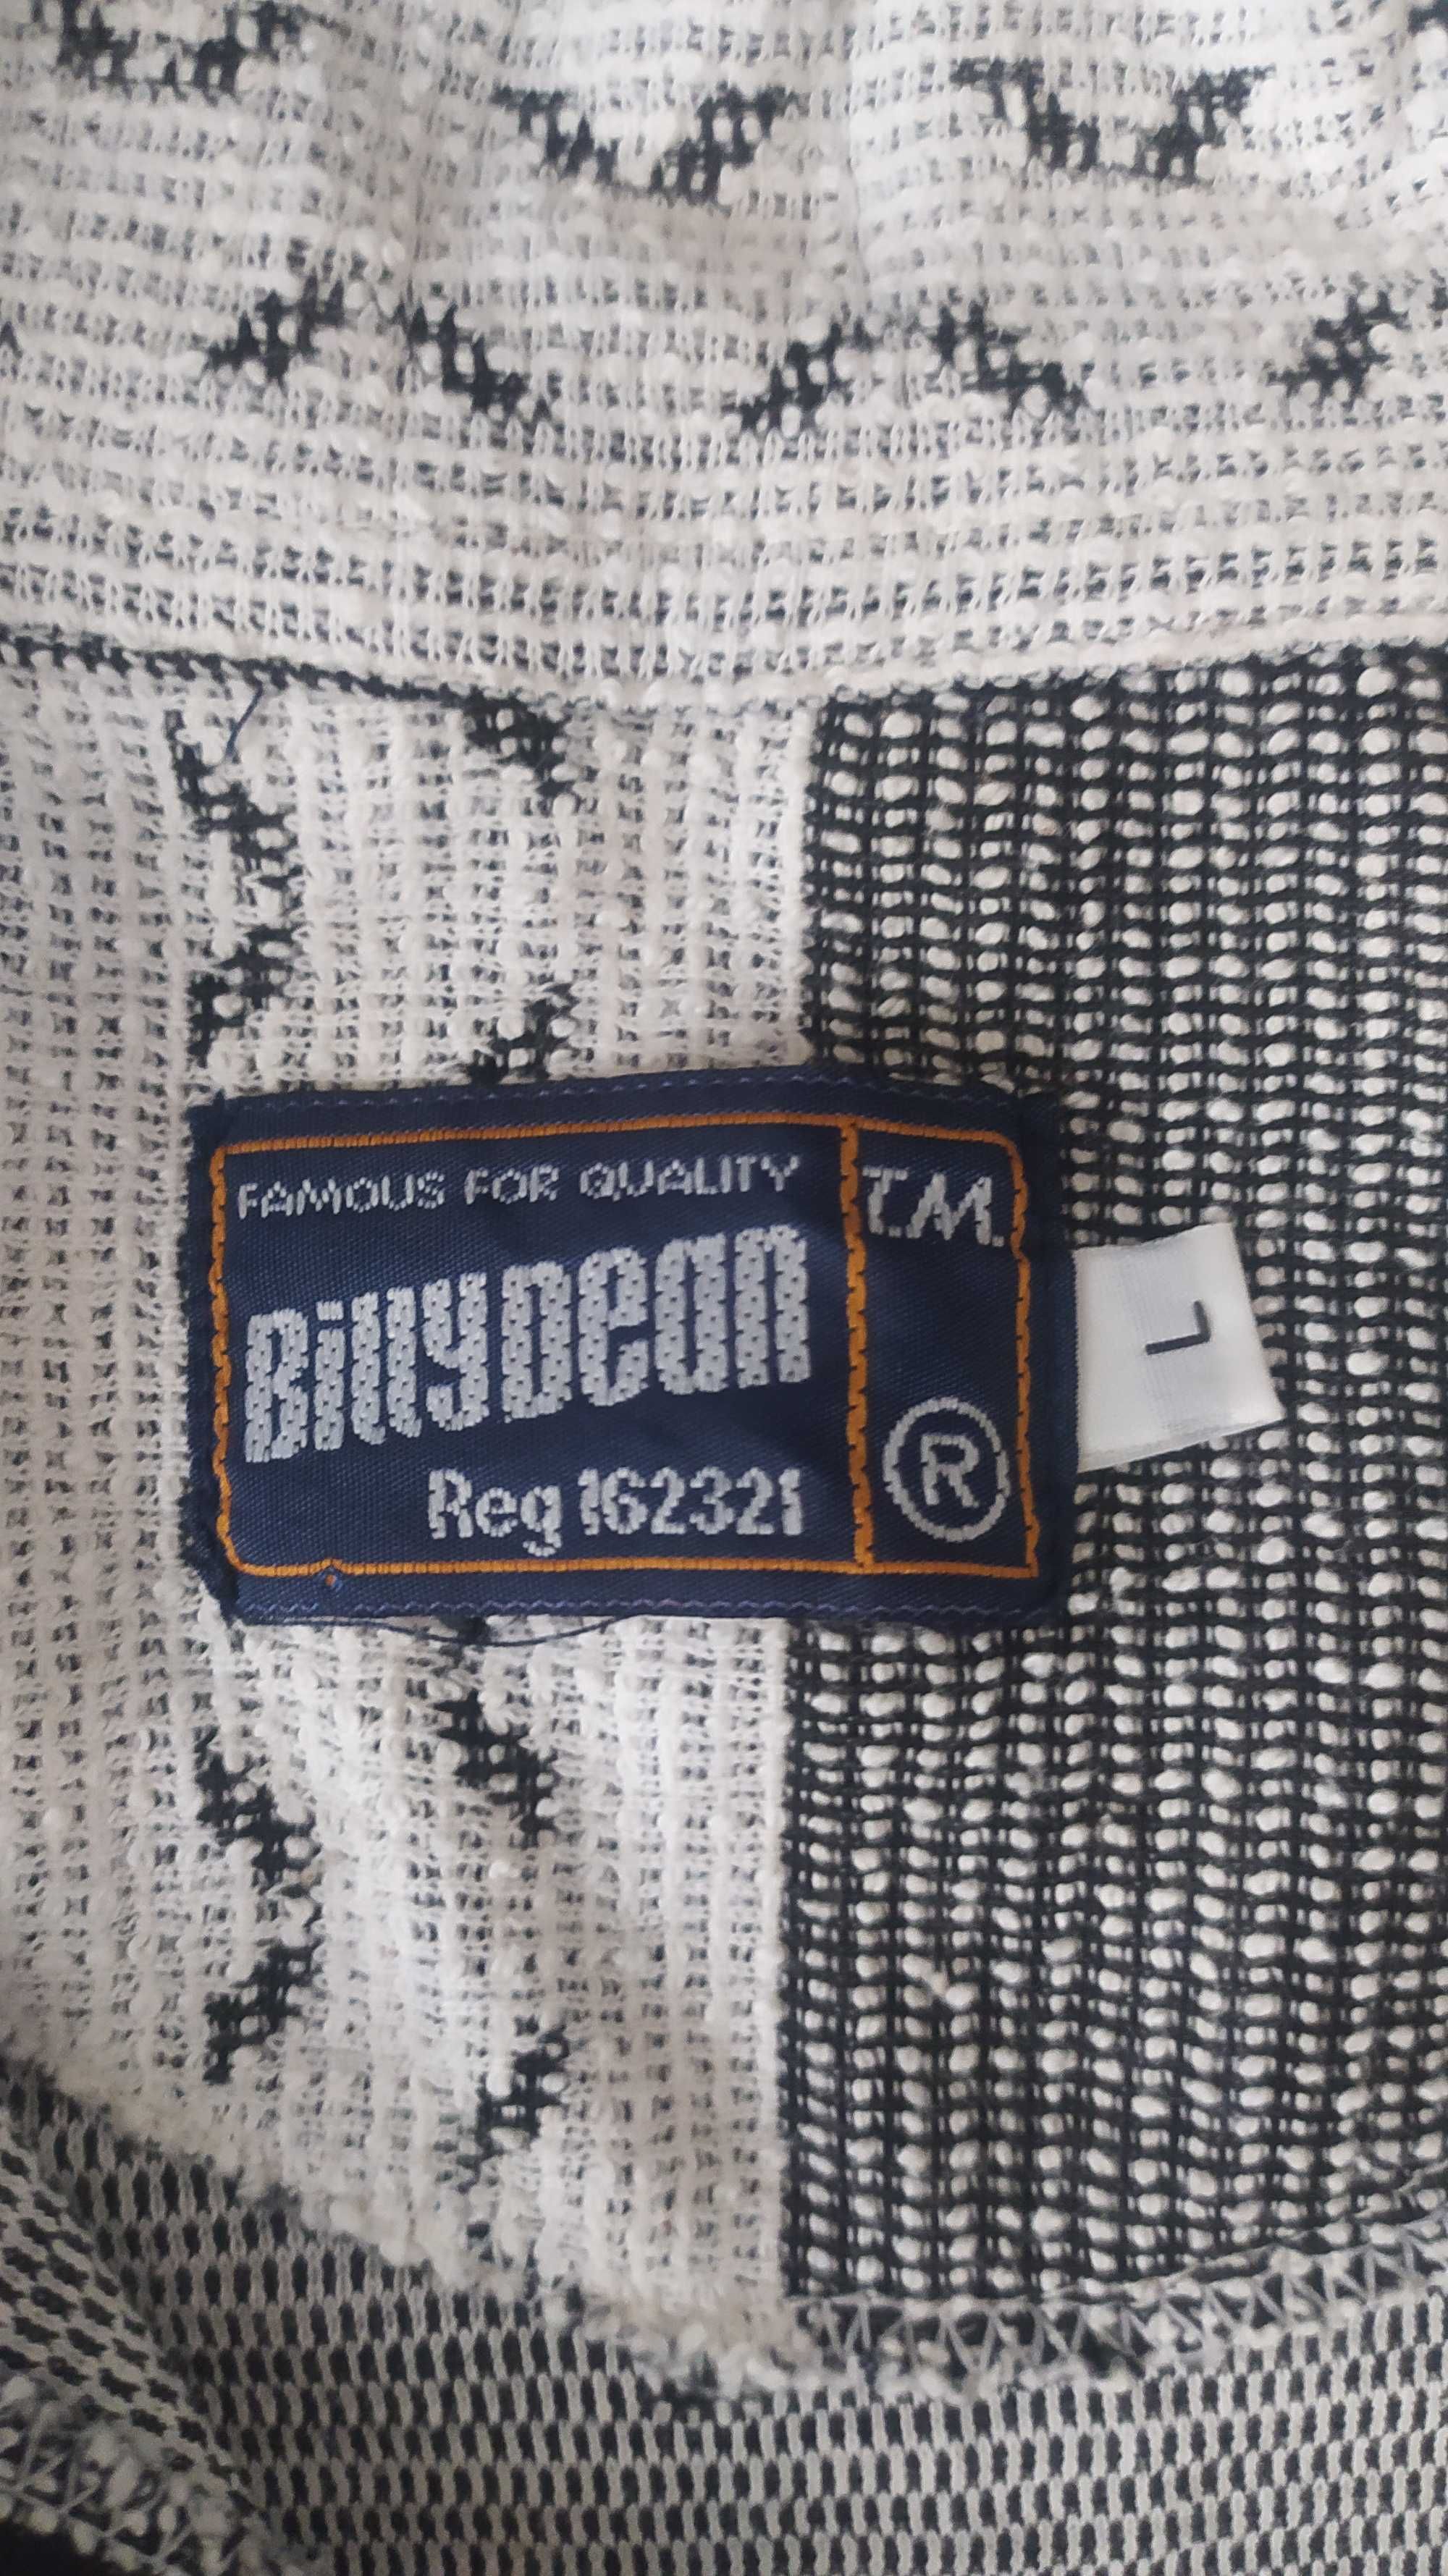 FAMOUS FOR QUALITY
BillyDean
Reg 162321
T.M.
®
L